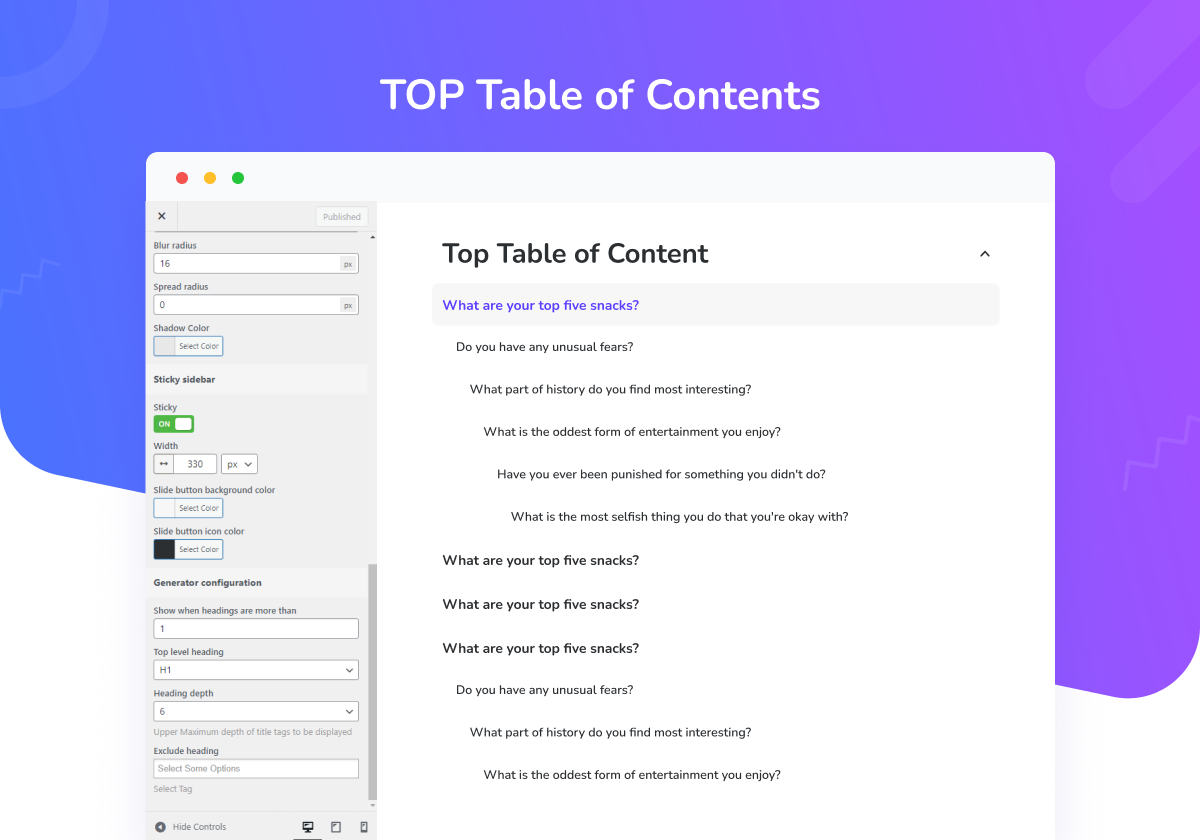 TOP Table of Contents
Published
Blur radius
16 px
Spread radius
0 px
Shadow Color
Select Color
Sticky sidebar
Sticky
ON
Width
330 px
Slide button background color
Select Color
Slide button icon color
Select Color
Generator configuration
Show when headings are more than
1
Top level heading
H1
Heading depth
6
Upper Maximum depth of title tags to be displayed
Exclude heading
Select Some Options
Select Tag
Hide Controls
Top Table of Content
What are your top five snacks?
Do you have any unusual fears?
What part of history do you find most interesting?
What is the oddest form of entertainment you enjoy?
Have you ever been punished for something you didn't do?
What is the most selfish thing you do that you're okay with?
What are your top five snacks?
What are your top five snacks?
What are your top five snacks?
Do you have any unusual fears?
What part of history do you find most interesting?
What is the oddest form of entertainment you enjoy?